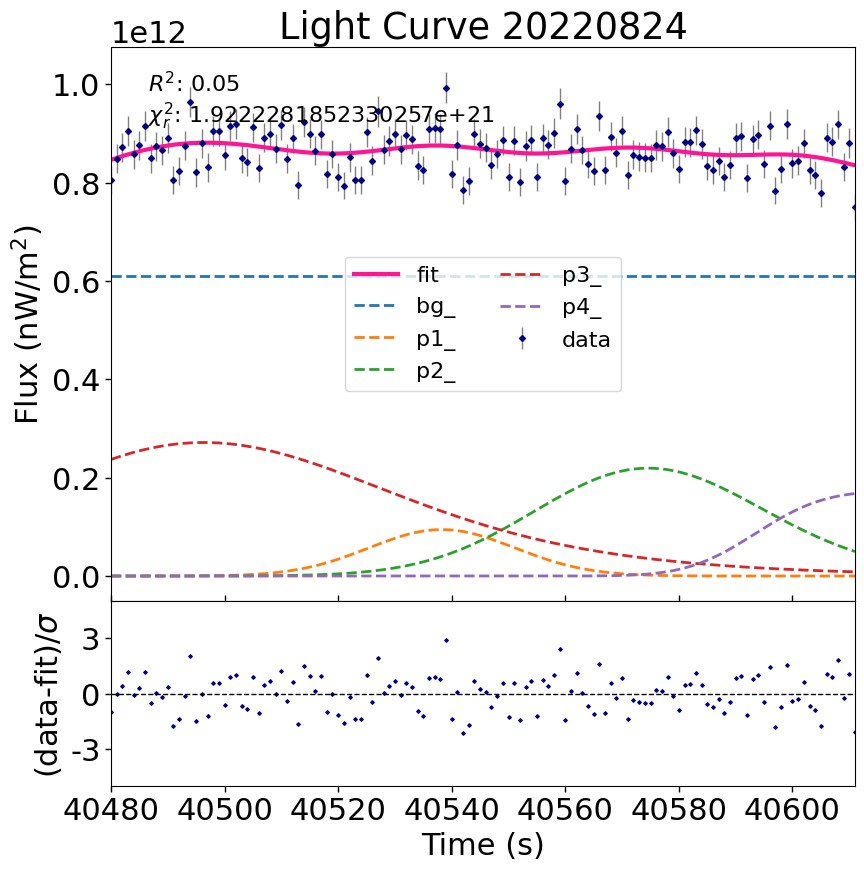 Light Curve 20220824
1e12
R²: 0.05
χ²ᵣ: 1.9222281852330257e+21
1.0
0.8
0.6
0.4
0.2
0.0
Flux (nW/m²)
fit
bg_
p1_
p2_
p3_
p4_
data
3
0
-3
(data-fit)/σ
40480 40500 40520 40540 40560 40580 40600
Time (s)